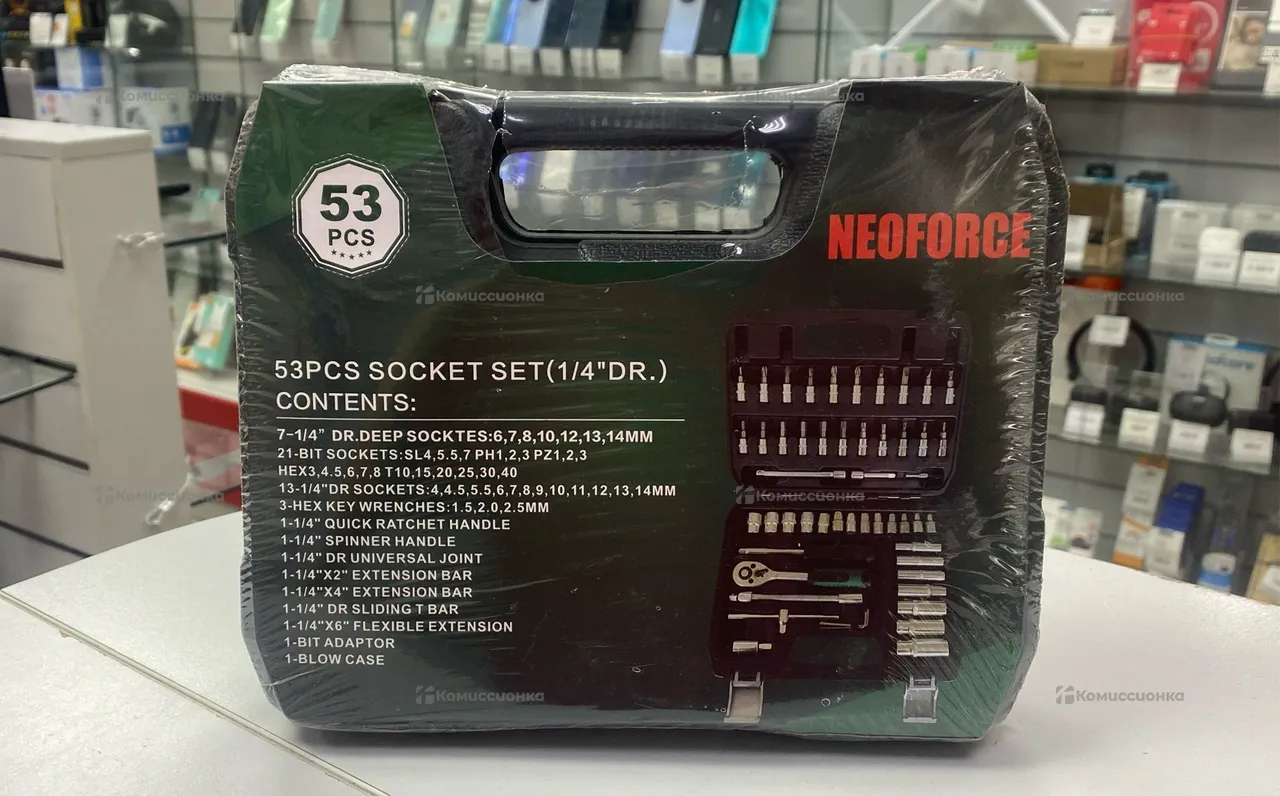 53
PCS
NEOFORCE
53PCS SOCKET SET(1/4"DR.)
CONTENTS:
7-1/4" DR.DEEP SOCKTES:6,7,8,10,12,13,14MM
21-BIT SOCKETS:SL4,5.5,7 PH1,2,3 PZ1,2,3
HEX3,4.5,6,7,8 T10,15,20,25,30,40
13-1/4"DR SOCKETS:4,4.5,5.5,6,7,8,9,10,11,12,13,14MM
3-HEX KEY WRENCHES:1.5,2.0,2.5MM
1-1/4" QUICK RATCHET HANDLE
1-1/4" SPINNER HANDLE
1-1/4" DR UNIVERSAL JOINT
1-1/4"X2" EXTENSION BAR
1-1/4"X4" EXTENSION BAR
1-1/4" DR SLIDING T BAR
1-1/4"X6" FLEXIBLE EXTENSION
1-BIT ADAPTOR
1-BLOW CASE
Комиссионка
Комиссионка
Комиссионка
Комиссионка
Комиссионка
Комиссионка
Комиссионка